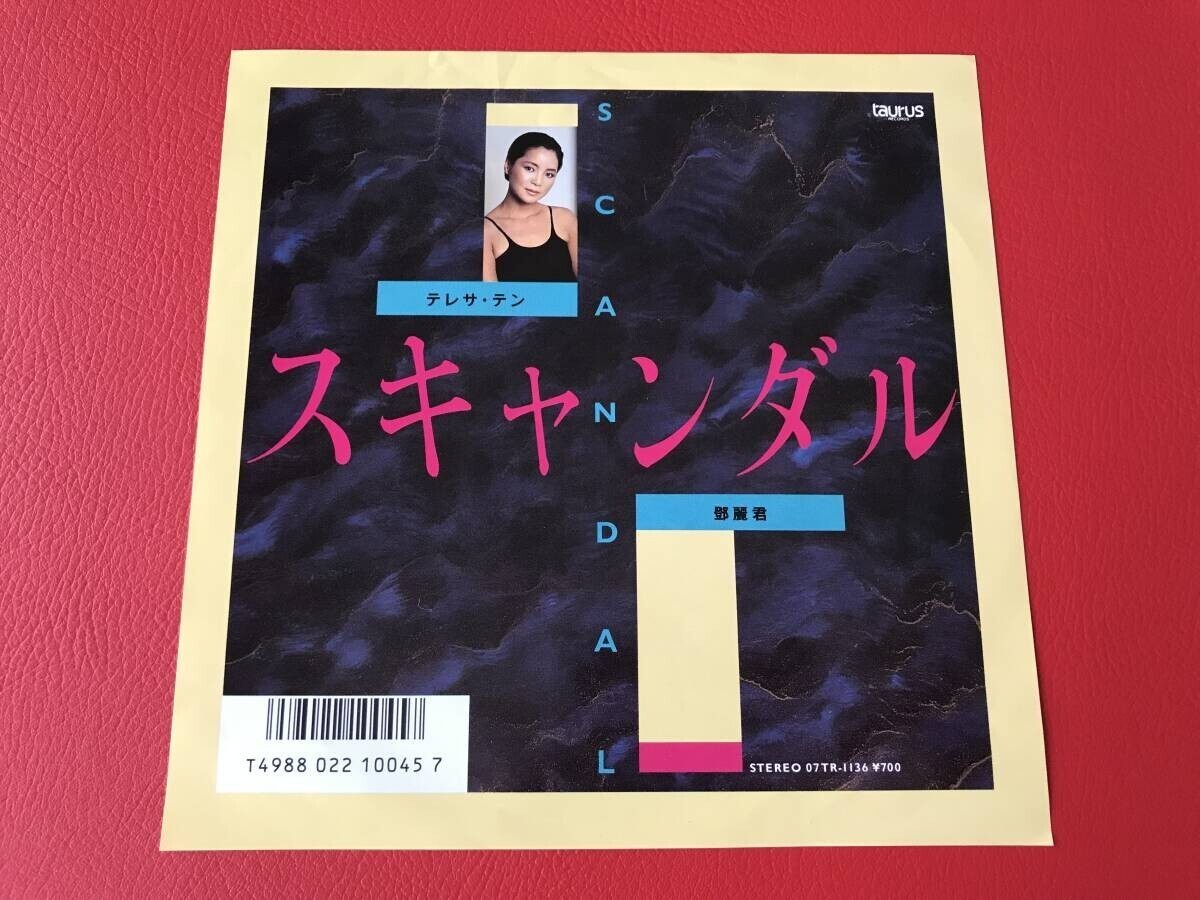 taurus
RECORDS
SCANDAL
テレサ・テン
スキャンダル
鄧麗君
T4988 022 10045 7
STEREO 07TR-1136 ¥700